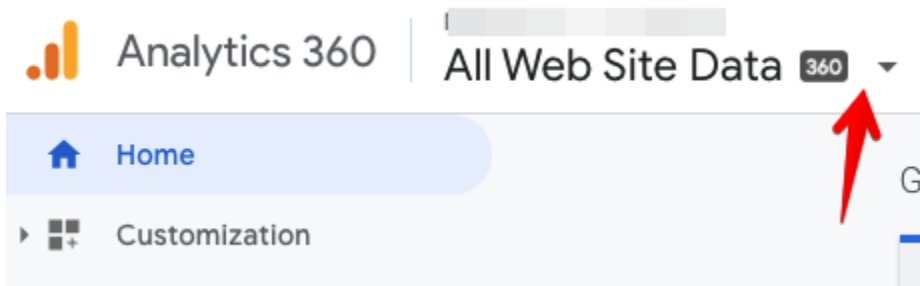 Analytics 360
All Web Site Data 360
Home
Customization
G